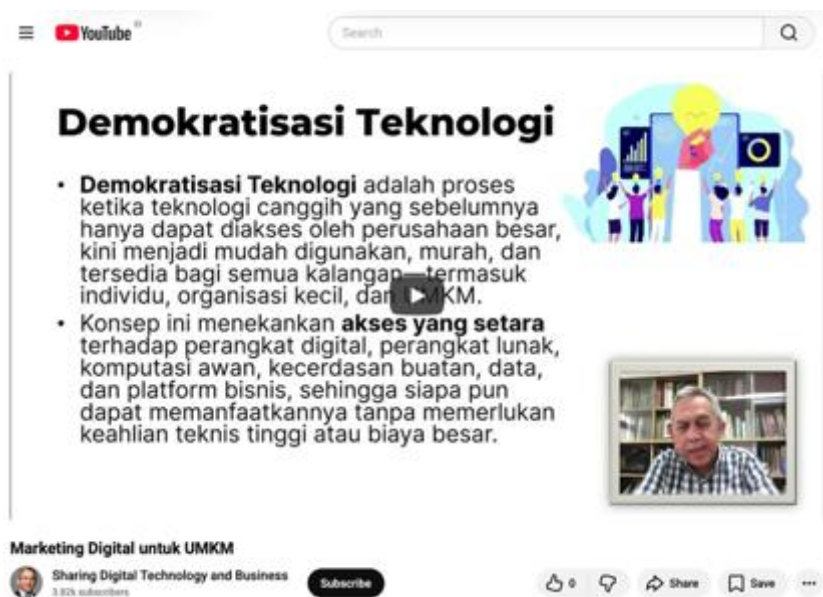 YouTube
Search
Demokratisasi Teknologi
• Demokratisasi Teknologi adalah proses
ketika teknologi canggih yang sebelumnya
hanya dapat diakses oleh perusahaan besar,
kini menjadi mudah digunakan, murah, dan
tersedia bagi semua kalangan—termasuk
individu, organisasi kecil, dan UMKM.
• Konsep ini menekankan akses yang setara
terhadap perangkat digital, perangkat lunak,
komputasi awan, kecerdasan buatan, data,
dan platform bisnis, sehingga siapa pun
dapat memanfaatkannya tanpa memerlukan
keahlian teknis tinggi atau biaya besar.
Marketing Digital untuk UMKM
Sharing Digital Technology and Business
3.82k subscribers
Subscribe
0
Share
Save